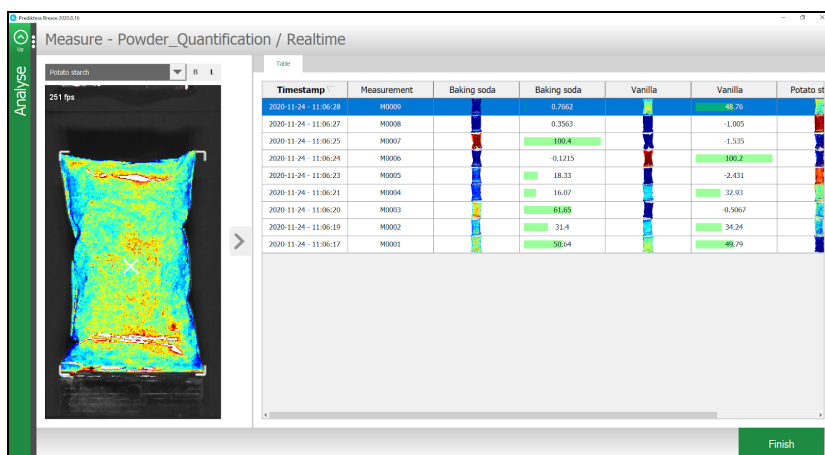 Prediktera Breeze 2020.8.16
Up
Measure - Powder_Quantification / Realtime
Analyse
Potato starch B L
251 fps
Table
Timestamp Measurement Baking soda Baking soda Vanilla Vanilla Potato st
2020-11-24 - 11:06:28 M0009 0.7662 48.76
2020-11-24 - 11:06:27 M0008 0.3563 -1.005
2020-11-24 - 11:06:25 M0007 100.4 -1.535
2020-11-24 - 11:06:24 M0006 -0.1215 100.2
2020-11-24 - 11:06:23 M0005 18.33 -2.431
2020-11-24 - 11:06:21 M0004 16.07 32.93
2020-11-24 - 11:06:20 M0003 61.65 -0.5067
2020-11-24 - 11:06:19 M0002 31.4 34.24
2020-11-24 - 11:06:17 M0001 50.64 49.79
Finish